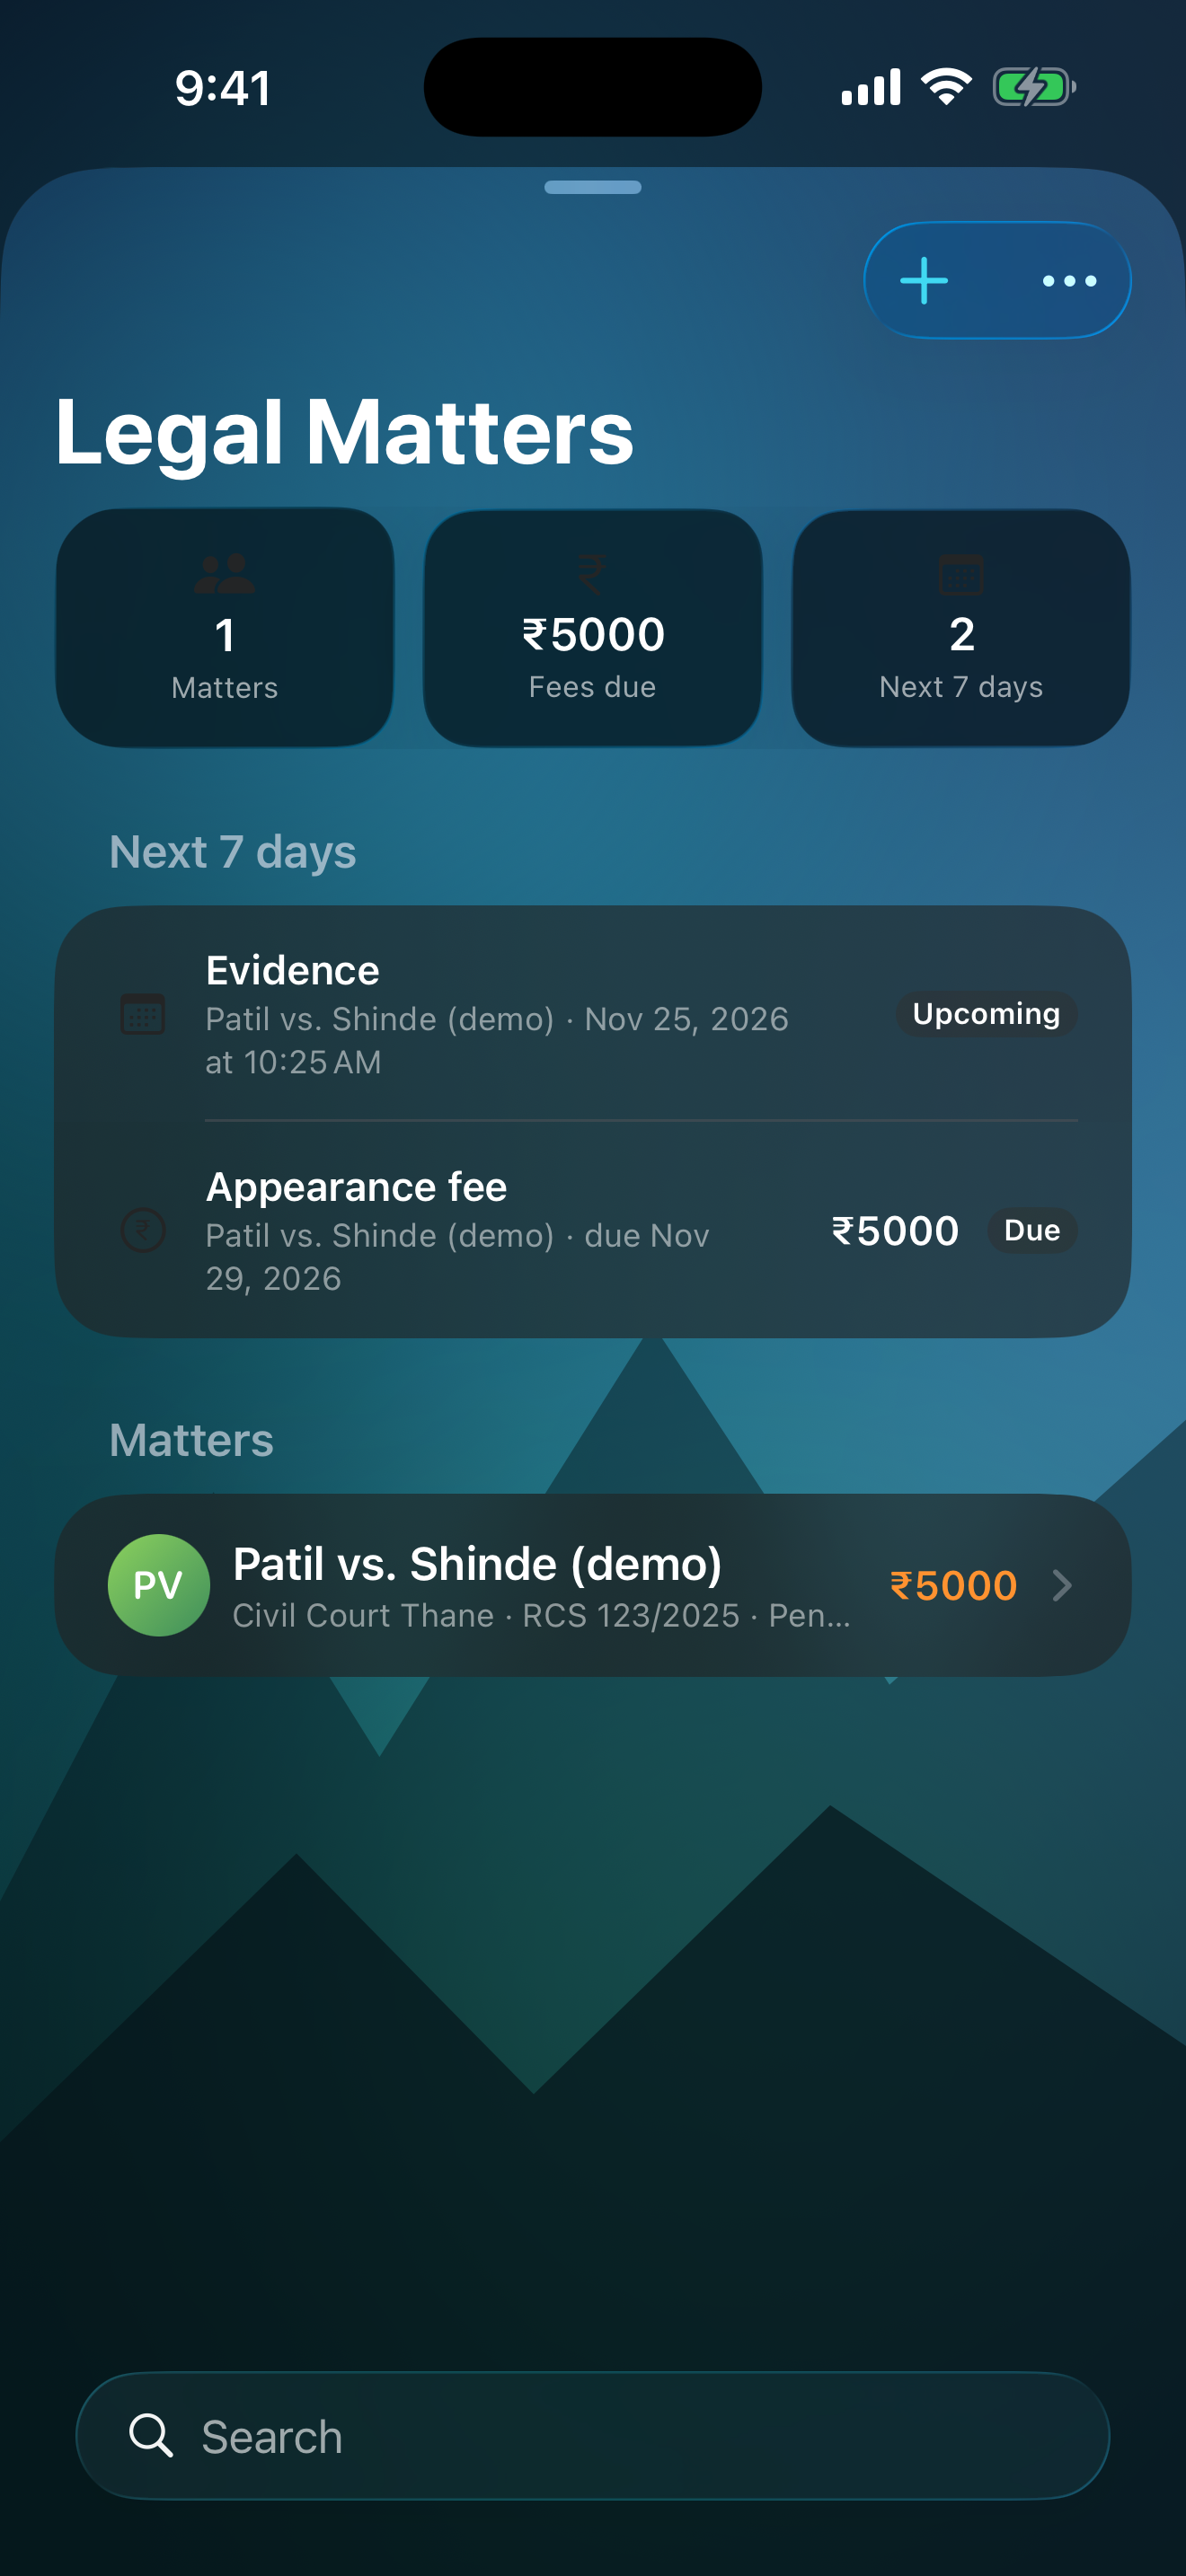 9:41
Legal Matters
1
Matters
₹
₹5000
Fees due
2
Next 7 days
Next 7 days
Evidence
Patil vs. Shinde (demo) · Nov 25, 2026
at 10:25 AM
Upcoming
Appearance fee
Patil vs. Shinde (demo) · due Nov
29, 2026
₹
₹5000
Due
Matters
PV
Patil vs. Shinde (demo)
Civil Court Thane · RCS 123/2025 · Pen...
₹5000
Search